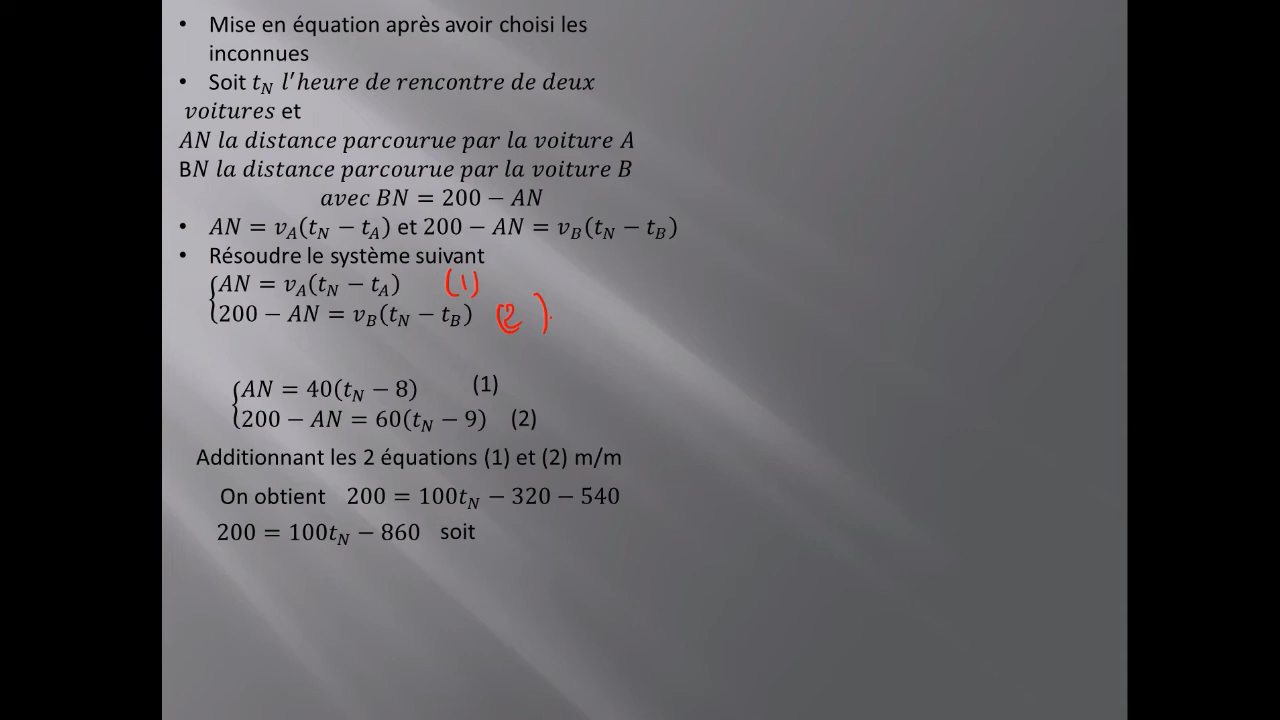 • Mise en équation après avoir choisi les
inconnues
• Soit t_N l'heure de rencontre de deux
voitures et
AN la distance parcourue par la voiture A
BN la distance parcourue par la voiture B
avec BN = 200 − AN
• AN = v_A(t_N − t_A) et 200 − AN = v_B(t_N − t_B)
• Résoudre le système suivant
{AN = v_A(t_N − t_A) (1)
200 − AN = v_B(t_N − t_B) (2)
{AN = 40(t_N − 8) (1)
200 − AN = 60(t_N − 9) (2)
Additionnant les 2 équations (1) et (2) m/m
On obtient 200 = 100t_N − 320 − 540
200 = 100t_N − 860 soit